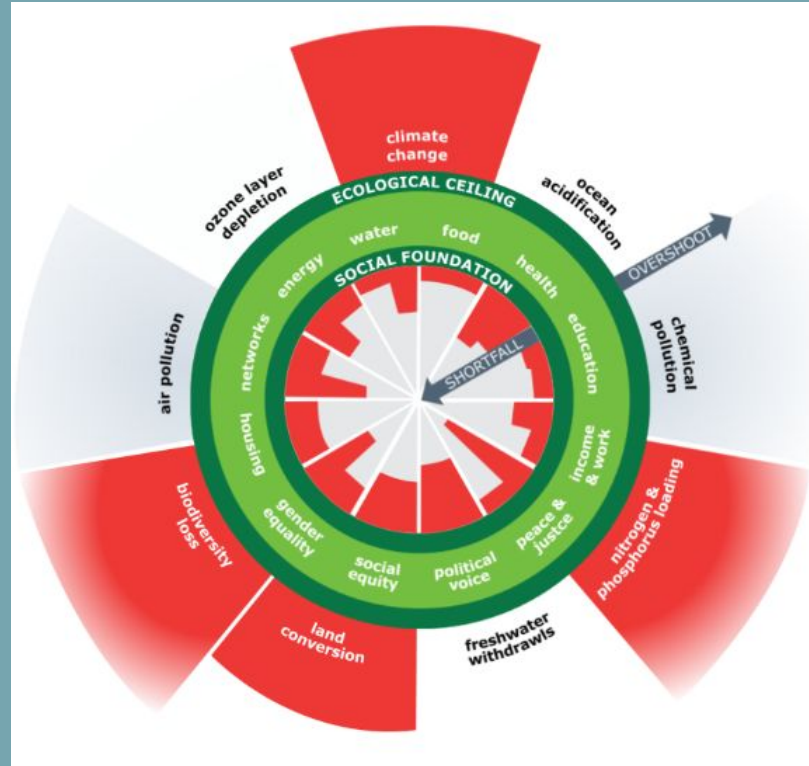 climate
change
ECOLOGICAL CEILING
ozone layer
depletion
ocean
acidification
OVERSHOOT
water
food
energy
health
SOCIAL FOUNDATION
SHORTFALL
air pollution
networks
education
chemical
pollution
housing
income
& work
biodiversity
loss
gender
equality
social
equity
political
voice
peace &
justce
nitrogen &
phosphorus loading
land
conversion
freshwater
withdrawls